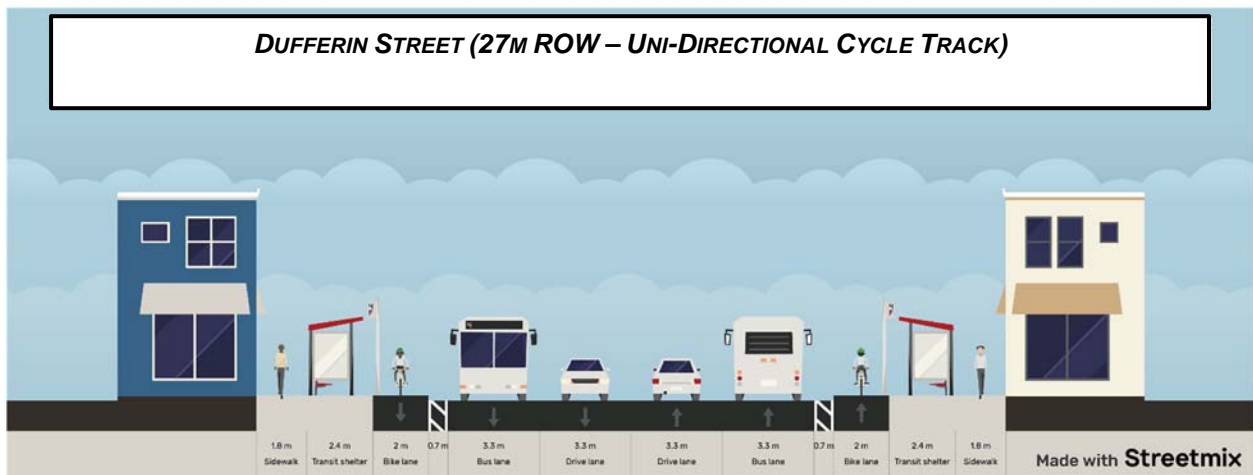 DUFFERIN STREET (27M ROW – UNI-DIRECTIONAL CYCLE TRACK)
1.8 m 2.4 m 2 m 0.7 m 3.3 m 3.3 m 3.3 m 3.3 m 0.7 m 2 m 2.4 m 1.8 m
Sidewalk Transit shelter Bike lane Bus lane Drive lane Drive lane Bus lane Bike lane Transit shelter Sidewalk
Made with Streetmix